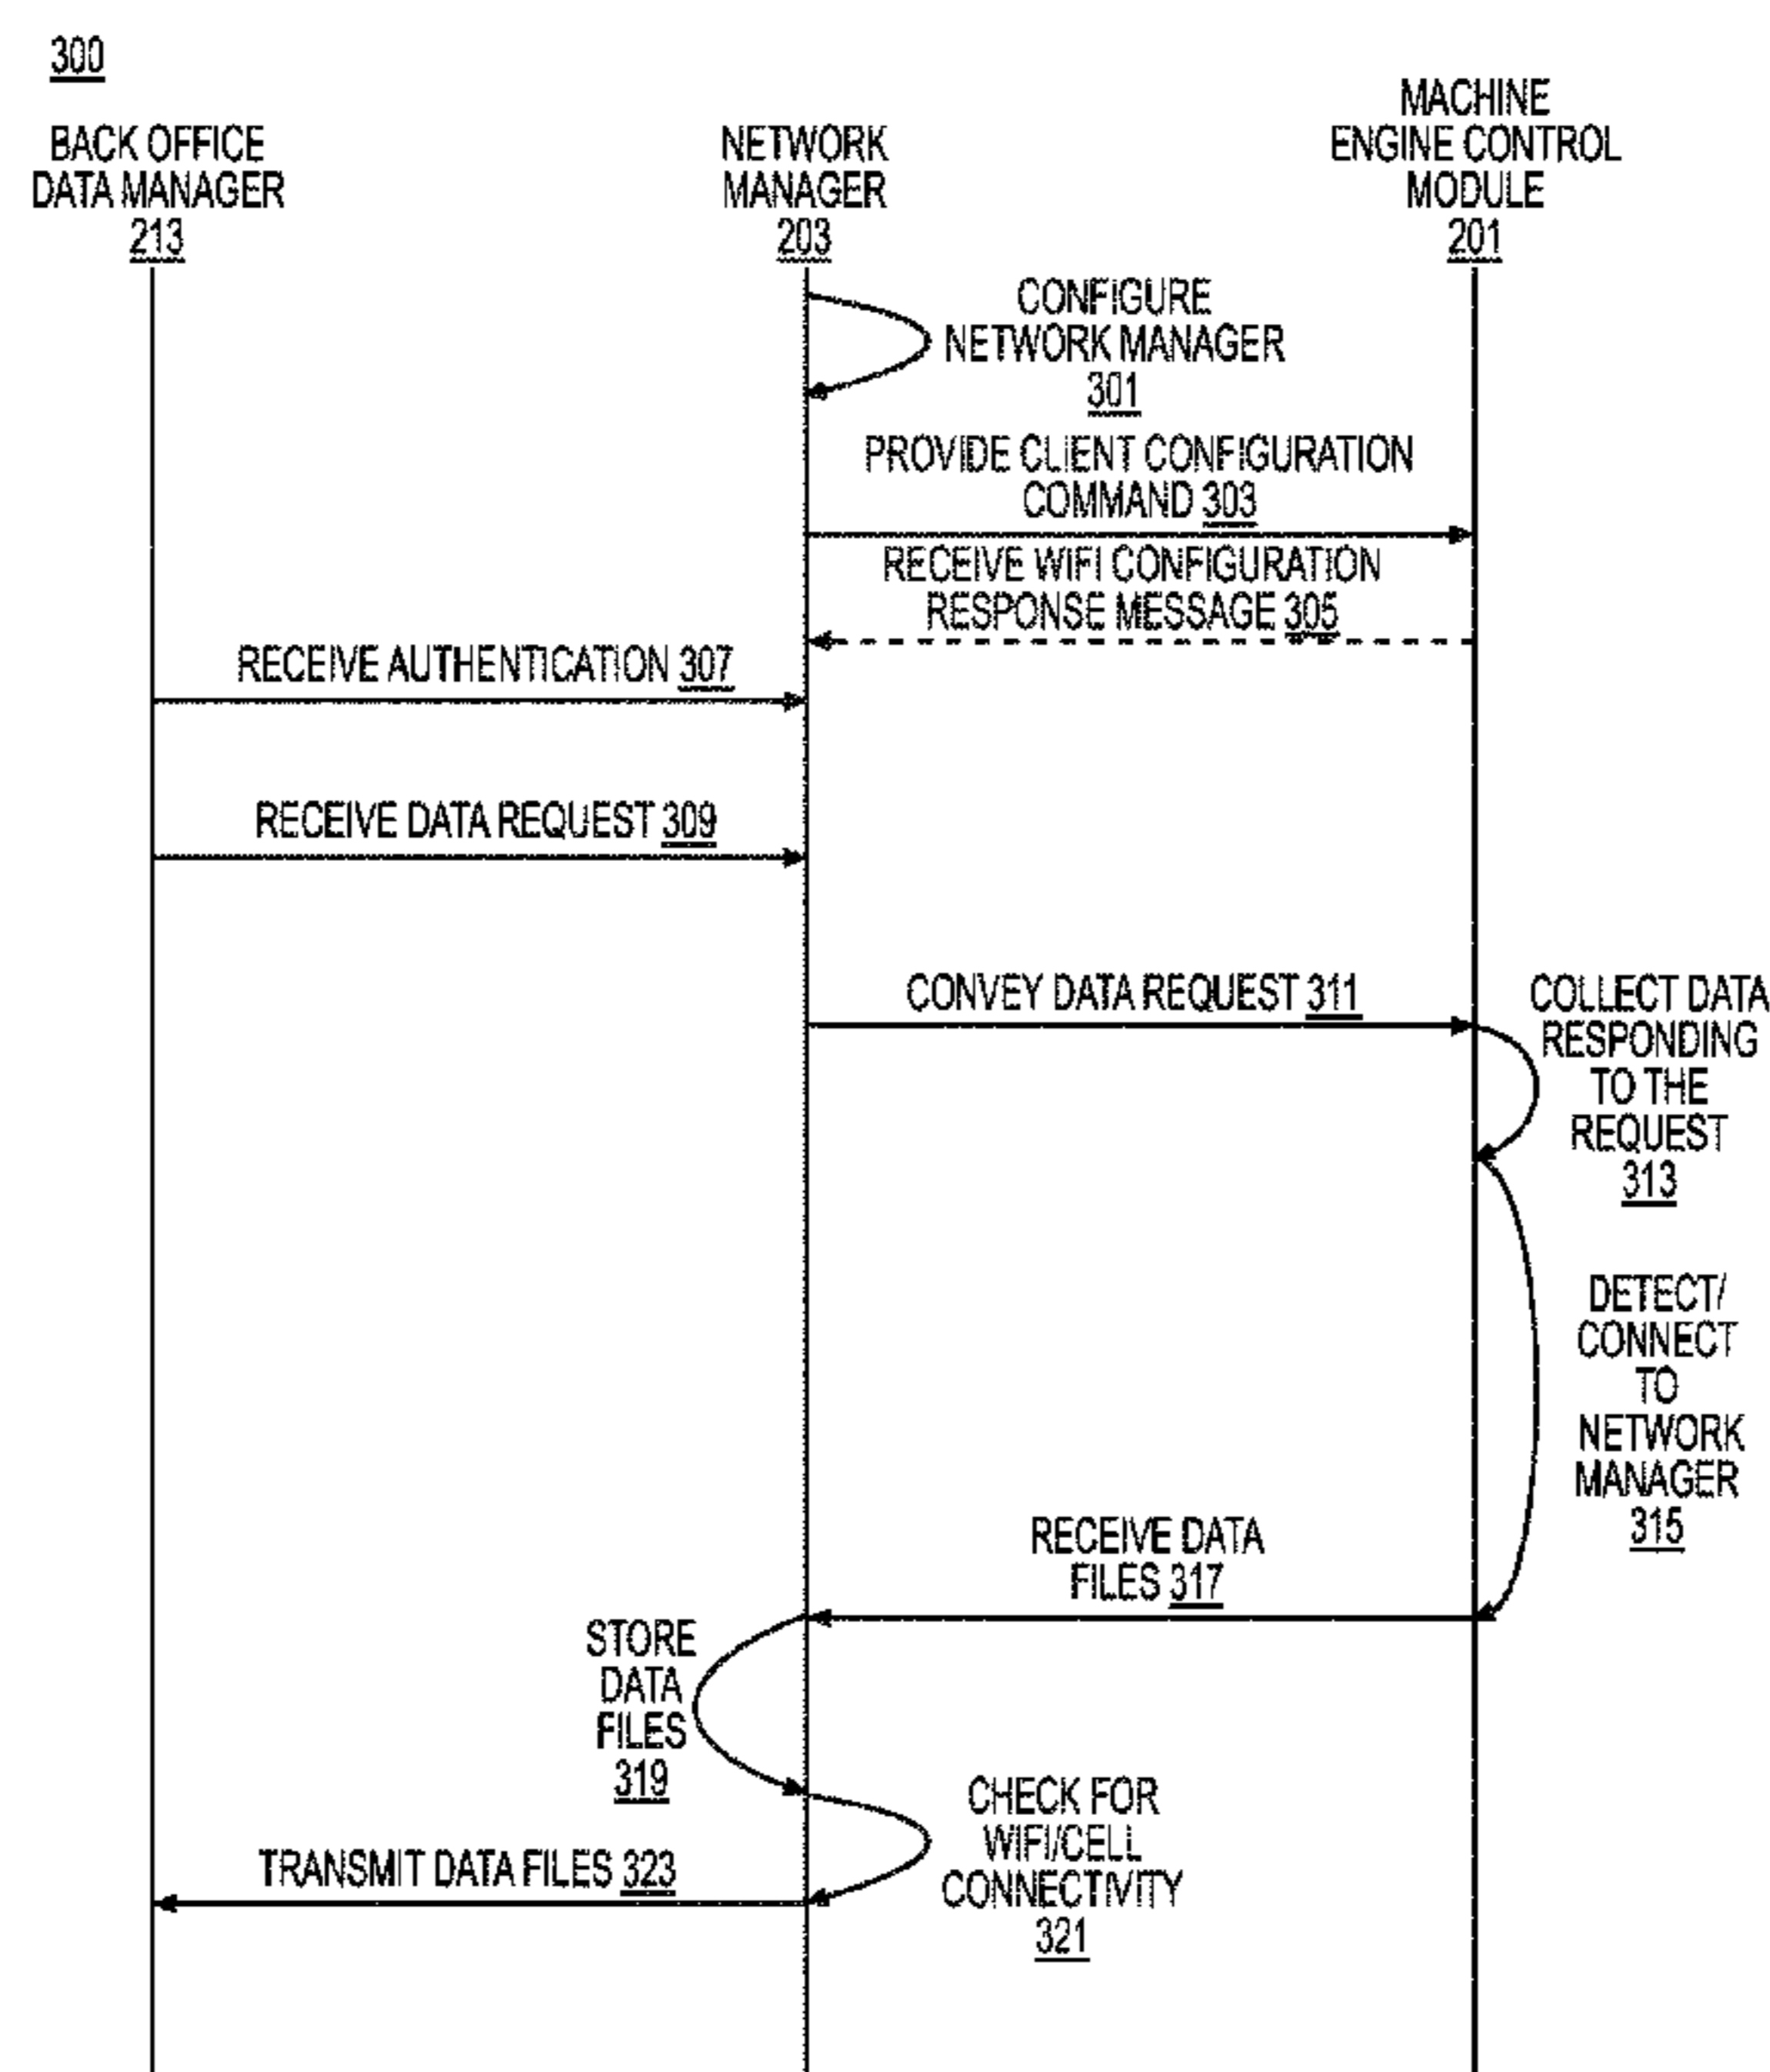 300
BACK OFFICE
DATA MANAGER
213
NETWORK
MANAGER
203
MACHINE
ENGINE CONTROL
MODULE
201
CONFIGURE
NETWORK MANAGER
301
PROVIDE CLIENT CONFIGURATION
COMMAND 303
RECEIVE WIFI CONFIGURATION
RESPONSE MESSAGE 305
RECEIVE AUTHENTICATION 307
RECEIVE DATA REQUEST 309
CONVEY DATA REQUEST 311
COLLECT DATA
RESPONDING
TO THE
REQUEST
313
DETECT/
CONNECT
TO
NETWORK
MANAGER
315
RECEIVE DATA
FILES 317
STORE
DATA
FILES
319
CHECK FOR
WIFI/CELL
CONNECTIVITY
321
TRANSMIT DATA FILES 323